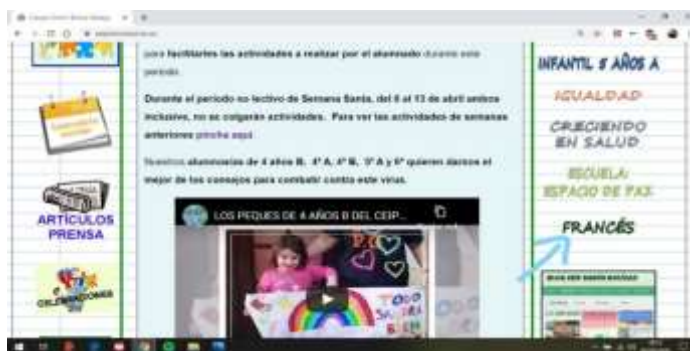 para facilitarles las actividades a realizar por el alumnado durante este
periodo.
Durante el periodo no lectivo de Semana Santa, del 6 al 13 de abril ambos
inclusive, no se colgarán actividades. Para ver las actividades de semanas
anteriores pincha aquí
Nuestros alumnos/as de 4 años B, 4º A, 4º B, 5º A y 6º quieren darnos el
mejor de los consejos para combatir contra este virus.
LOS PEQUES DE 4 AÑOS B DEL CEIP...
TODO
SALDRÁ
BIEN
ARTÍCULOS
PRENSA
CELEBRACIONES
INFANTIL 5 AÑOS A
IGUALDAD
CRECIENDO
EN SALUD
ESCUELA:
ESPACIO DE PAZ
FRANCÉS